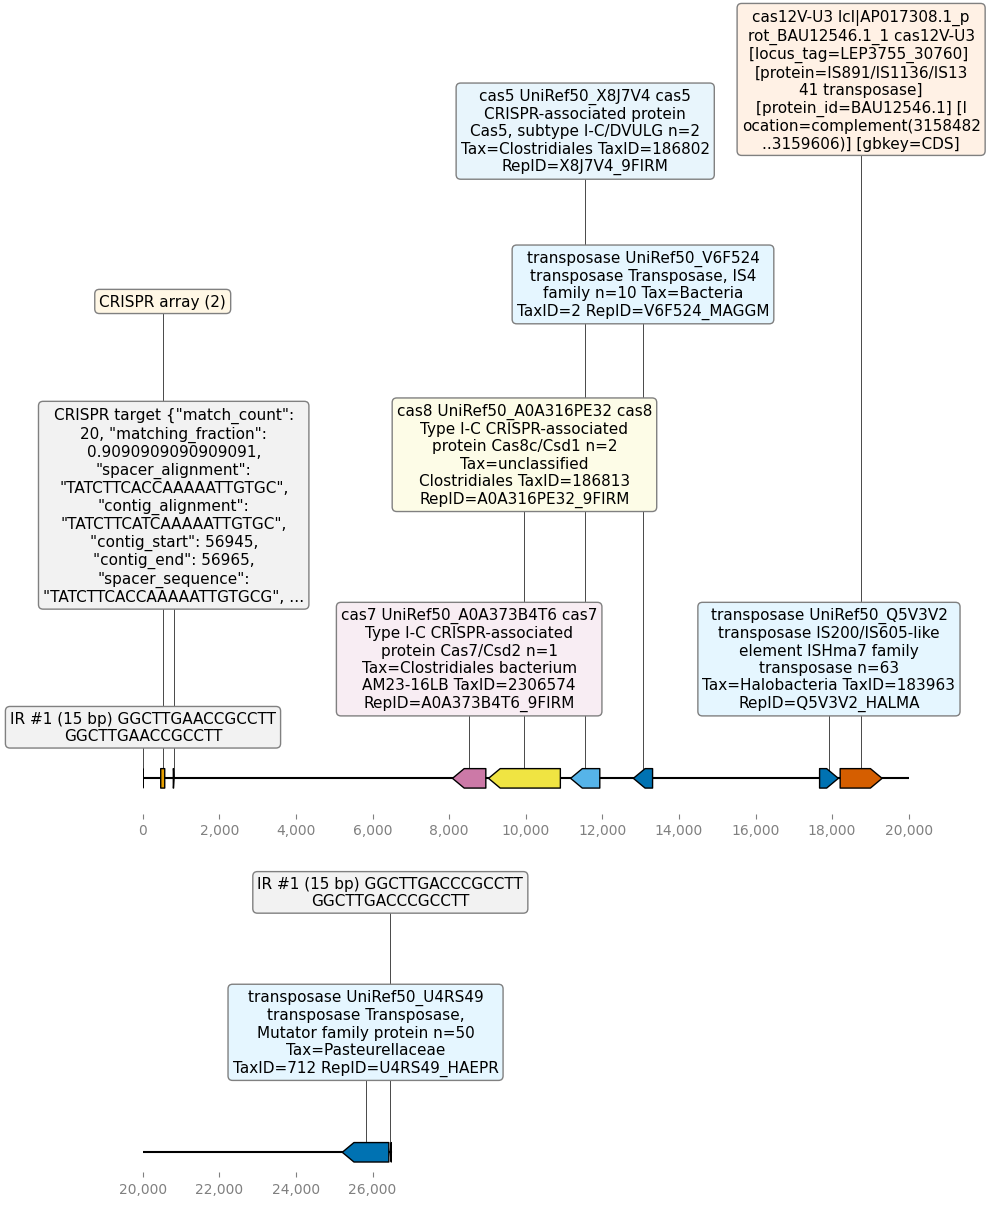 cas12V-U3 lcl|AP017308.1_p
rot_BAU12546.1_1 cas12V-U3
[locus_tag=LEP3755_30760]
[protein=IS891/IS1136/IS13
41 transposase]
[protein_id=BAU12546.1] [l
ocation=complement(3158482
..3159606)] [gbkey=CDS]
cas5 UniRef50_X8J7V4 cas5
CRISPR-associated protein
Cas5, subtype I-C/DVULG n=2
Tax=Clostridiales TaxID=186802
RepID=X8J7V4_9FIRM
transposase UniRef50_V6F524
transposase Transposase, IS4
family n=10 Tax=Bacteria
TaxID=2 RepID=V6F524_MAGGM
CRISPR array (2)
cas8 UniRef50_A0A316PE32 cas8
Type I-C CRISPR-associated
protein Cas8c/Csd1 n=2
Tax=unclassified
Clostridiales TaxID=186813
RepID=A0A316PE32_9FIRM
CRISPR target {"match_count":
20, "matching_fraction":
0.9090909090909091,
"spacer_alignment":
"TATCTTCACCAAAAATTGTGC",
"contig_alignment":
"TATCTTCATCAAAAATTGTGC",
"contig_start": 56945,
"contig_end": 56965,
"spacer_sequence":
"TATCTTCACCAAAAATTGTGCG", ...
cas7 UniRef50_A0A373B4T6 cas7
Type I-C CRISPR-associated
protein Cas7/Csd2 n=1
Tax=Clostridiales bacterium
AM23-16LB TaxID=2306574
RepID=A0A373B4T6_9FIRM
transposase UniRef50_Q5V3V2
transposase IS200/IS605-like
element ISHma7 family
transposase n=63
Tax=Halobacteria TaxID=183963
RepID=Q5V3V2_HALMA
IR #1 (15 bp) GGCTTGAACCGCCTT
GGCTTGAACCGCCTT
0 2,000 4,000 6,000 8,000 10,000 12,000 14,000 16,000 18,000 20,000
IR #1 (15 bp) GGCTTGACCCGCCTT
GGCTTGACCCGCCTT
transposase UniRef50_U4RS49
transposase Transposase,
Mutator family protein n=50
Tax=Pasteurellaceae
TaxID=712 RepID=U4RS49_HAEPR
20,000 22,000 24,000 26,000